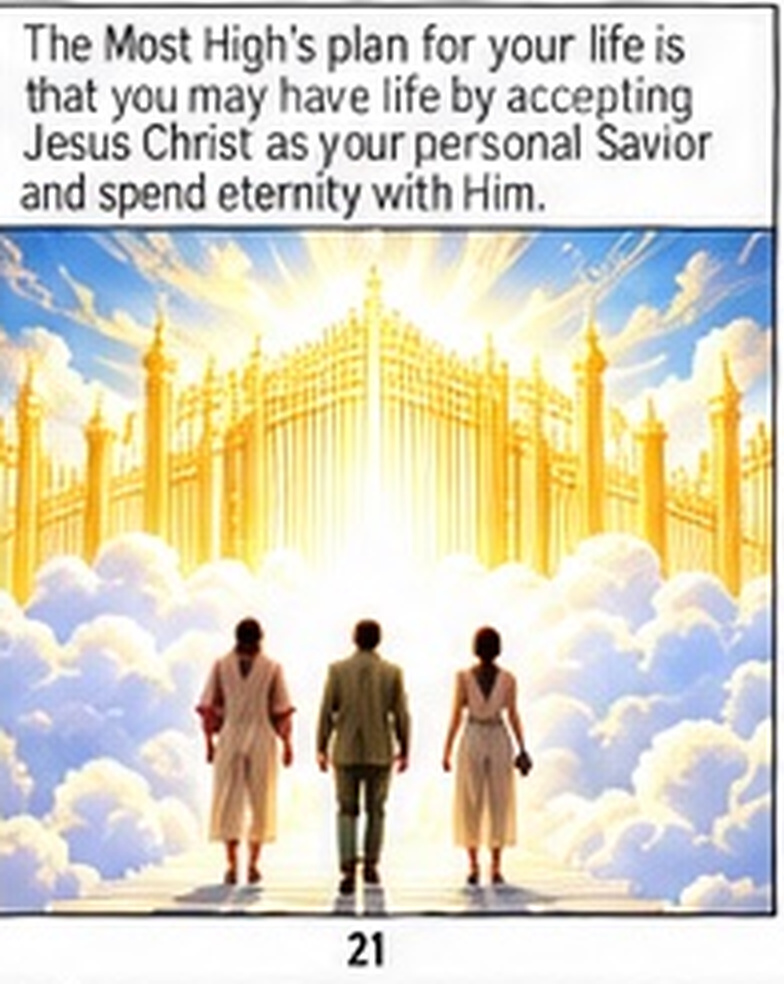 The Most High's plan for your life is
that you may have life by accepting
Jesus Christ as your personal Savior
and spend eternity with Him.
21